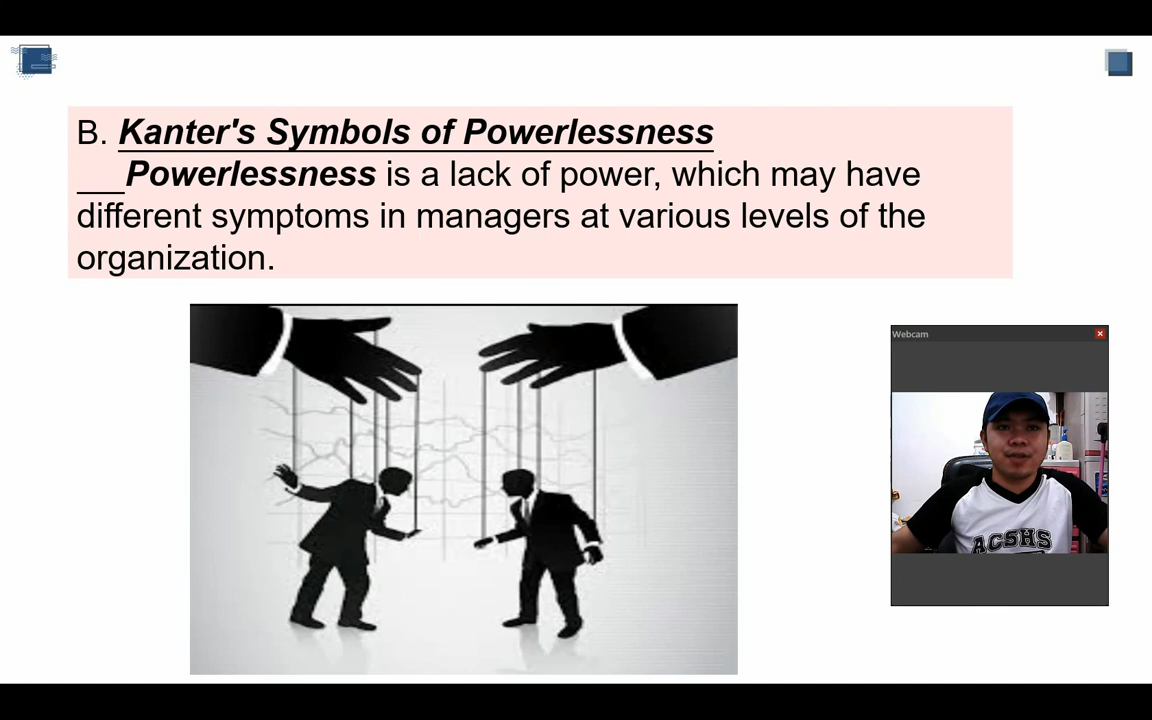 B. Kanter's Symbols of Powerlessness
___Powerlessness is a lack of power, which may have
different symptoms in managers at various levels of the
organization.
Webcam
ACSHS